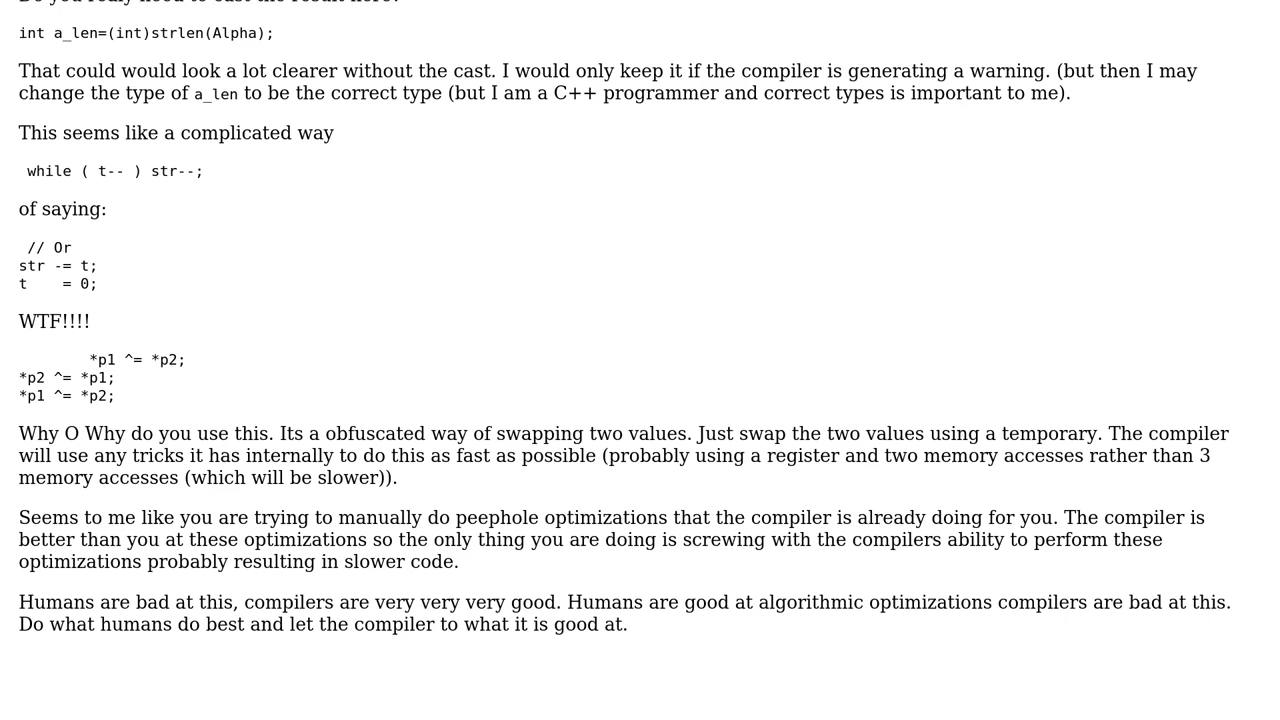 Do you really need to cast the result here?
int a_len=(int)strlen(Alpha);
That could would look a lot clearer without the cast. I would only keep it if the compiler is generating a warning. (but then I may
change the type of a_len to be the correct type (but I am a C++ programmer and correct types is important to me).
This seems like a complicated way
while ( t-- ) str--;
of saying:
// Or
str -= t;
t    = 0;
WTF!!!!
*p1 ^= *p2;
*p2 ^= *p1;
*p1 ^= *p2;
Why O Why do you use this. Its a obfuscated way of swapping two values. Just swap the two values using a temporary. The compiler
will use any tricks it has internally to do this as fast as possible (probably using a register and two memory accesses rather than 3
memory accesses (which will be slower)).
Seems to me like you are trying to manually do peephole optimizations that the compiler is already doing for you. The compiler is
better than you at these optimizations so the only thing you are doing is screwing with the compilers ability to perform these
optimizations probably resulting in slower code.
Humans are bad at this, compilers are very very very good. Humans are good at algorithmic optimizations compilers are bad at this.
Do what humans do best and let the compiler to what it is good at.